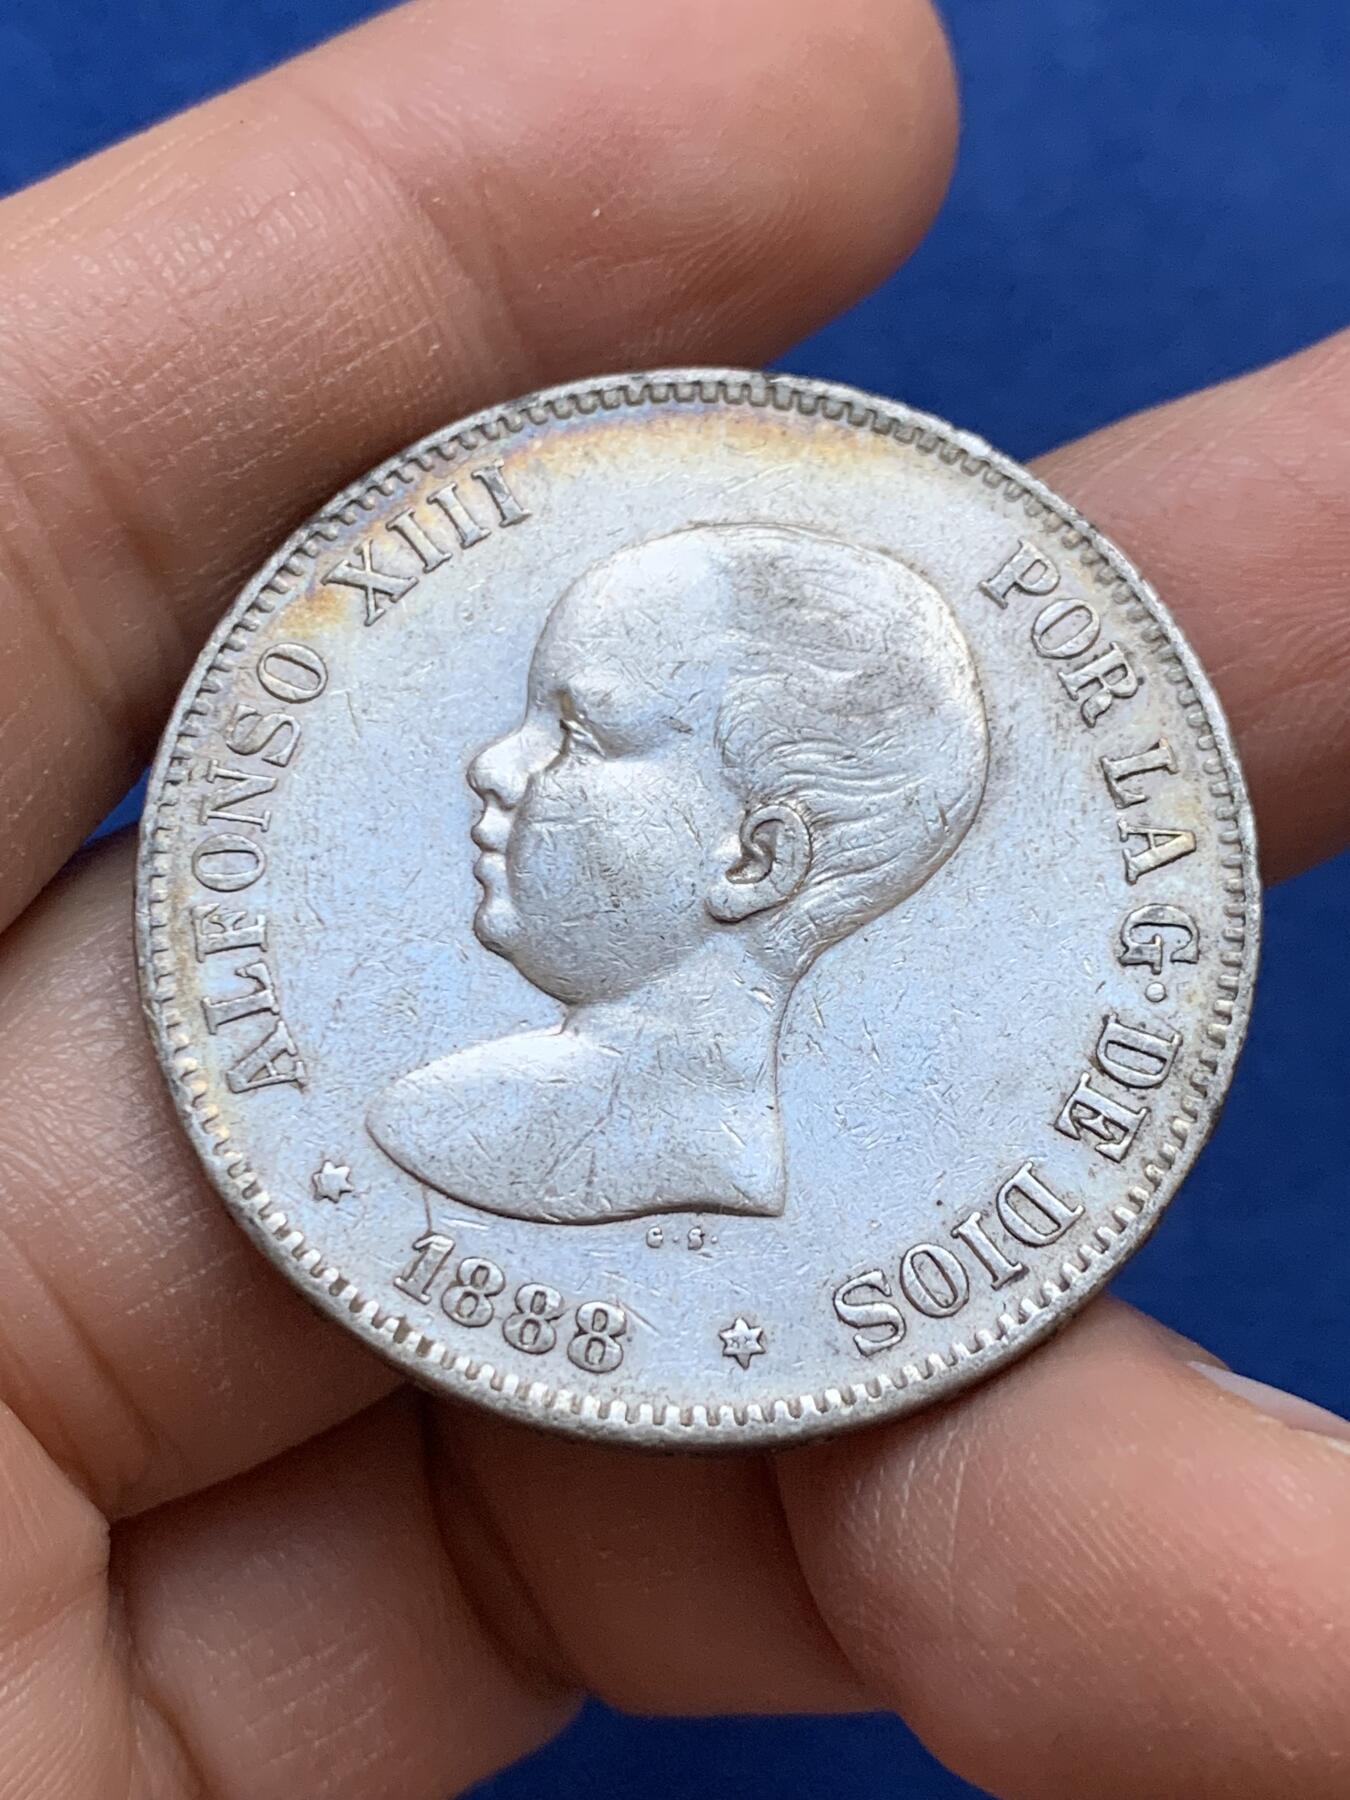 ALFONSO XIII POR LA G· DE DIOS
G·S·
★ 1888 ★